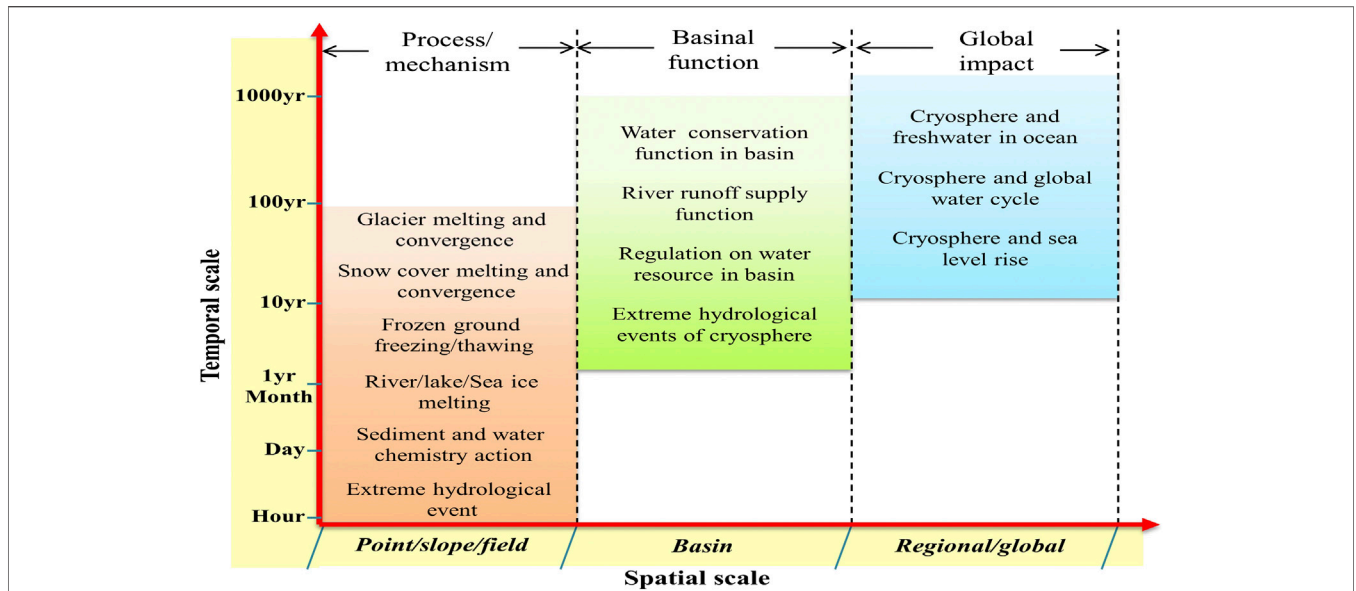 Process/
mechanism
Basinal
function
Global
impact
1000yr
100yr
10yr
1yr
Month
Day
Hour
Temporal scale
Glacier melting and
convergence
Snow cover melting and
convergence
Frozen ground
freezing/thawing
River/lake/Sea ice
melting
Sediment and water
chemistry action
Extreme hydrological
event
Water conservation
function in basin
River runoff supply
function
Regulation on water
resource in basin
Extreme hydrological
events of cryosphere
Cryosphere and
freshwater in ocean
Cryosphere and global
water cycle
Cryosphere and sea
level rise
Point/slope/field
Basin
Regional/global
Spatial scale